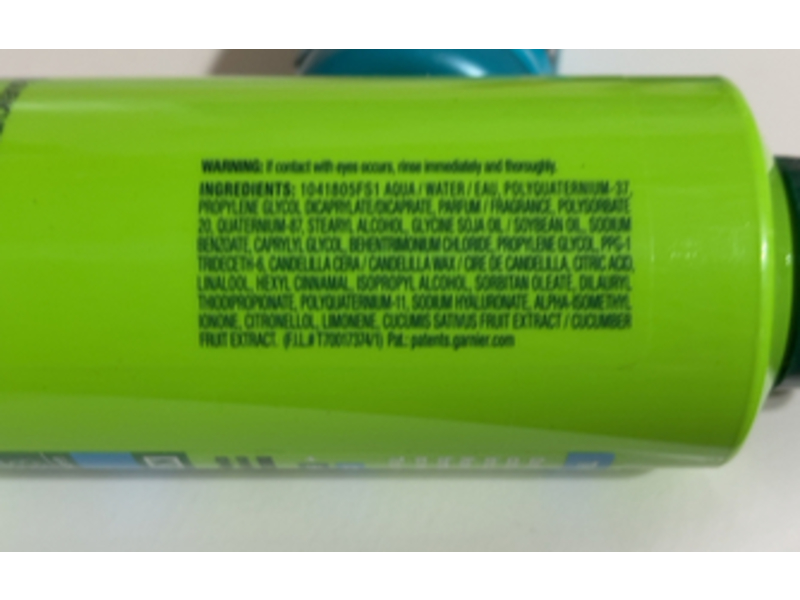 WARNING: If contact with eyes occurs, rinse immediately and thoroughly.
INGREDIENTS: 1041805FS1 AQUA / WATER / EAU, POLYQUATERNIUM-37,
PROPYLENE GLYCOL DICAPRYLATE/DICAPRATE, PARFUM / FRAGRANCE, POLYSORBATE
20, QUATERNIUM-87, STEARYL ALCOHOL, GLYCINE SOJA OIL / SOYBEAN OIL, SODIUM
BENZOATE, CAPRYLYL GLYCOL, BEHENTRIMONIUM CHLORIDE, PROPYLENE GLYCOL, PPG-1
TRIDECETH-6, CANDELILLA CERA / CANDELILLA WAX / CIRE DE CANDELILLA, CITRIC ACID,
LINALOOL, HEXYL CINNAMAL, ISOPROPYL ALCOHOL, SORBITAN OLEATE, DILAURYL
THIODIPROPIONATE, POLYQUATERNIUM-11, SODIUM HYALURONATE, ALPHA-ISOMETHYL
IONONE, CITRONELLOL, LIMONENE, CUCUMIS SATIVUS FRUIT EXTRACT / CUCUMBER
FRUIT EXTRACT. (F.I.L.# T70017374/1) Pat.: patents.garnier.com